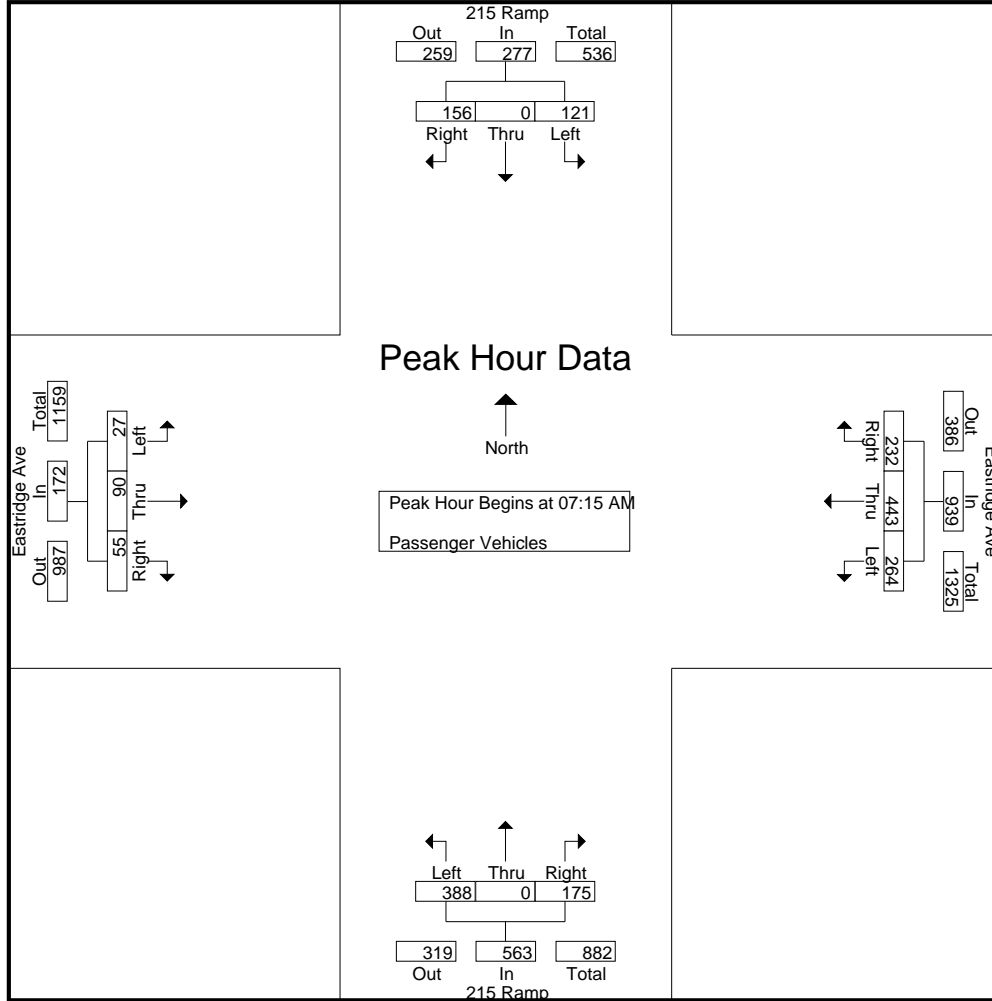 215 Ramp
Out In Total
259 277 536
156 0 121
Right Thru Left
Peak Hour Data
North
Peak Hour Begins at 07:15 AM
Passenger Vehicles
Eastridge Ave
Total In Out
1159 172 987
27 90 55
Left Thru Right
Eastridge Ave
Out In Total
386 939 1325
232 443 264
Right Thru Left
Left Thru Right
388 0 175
319 563 882
Out In Total
215 Ramp